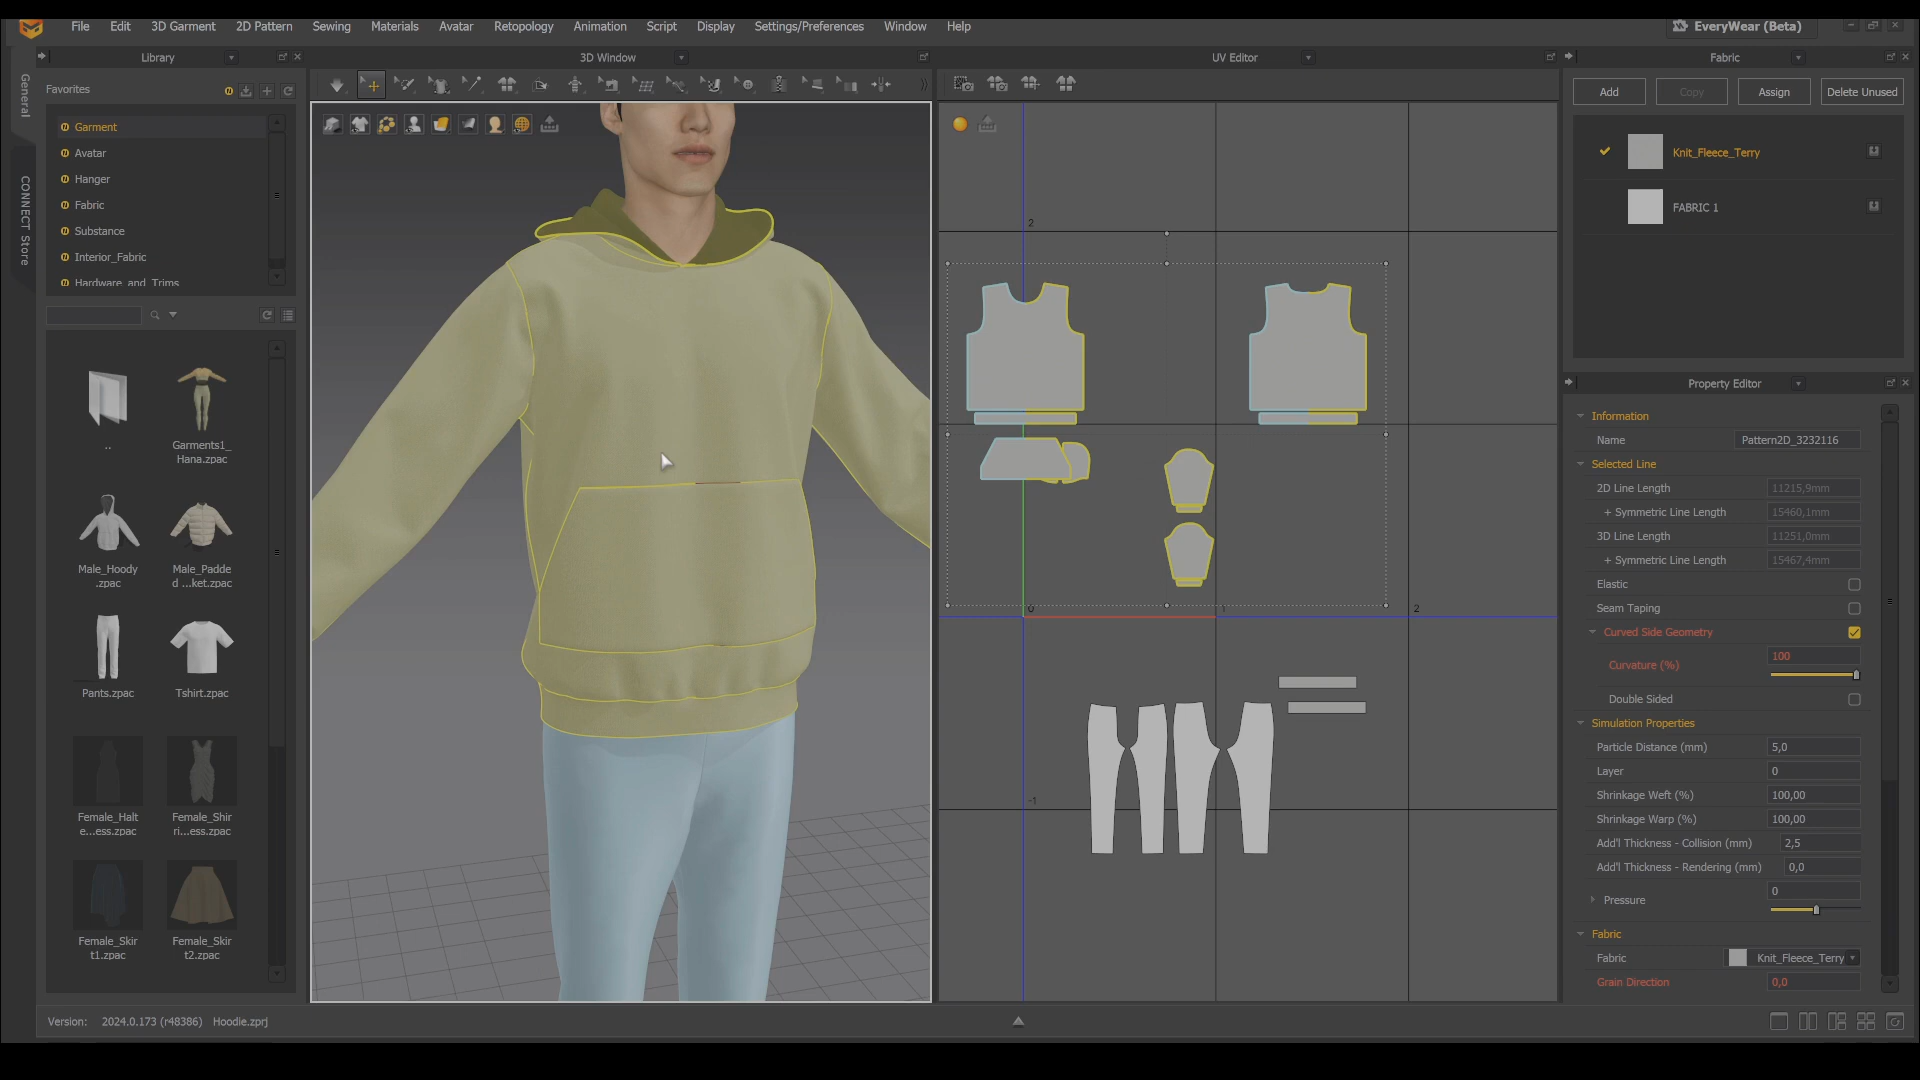 File Edit 3D Garment 2D Pattern Sewing Materials Avatar Retopology Animation Script Display Settings/Preferences Window Help EveryWear (Beta)
Library
3D Window
UV Editor
Fabric
General
CONNECT Store
Favorites
Garment
Avatar
Hanger
Fabric
Substance
Interior_Fabric
Hardware_and_Trims
..
Garments1_
Hana.zpac
Male_Hoody
.zpac
Male_Padde
d ...ket.zpac
Pants.zpac
Tshirt.zpac
Female_Halt
e...ess.zpac
Female_Shir
ri...ess.zpac
Female_Skir
t1.zpac
Female_Skir
t2.zpac
2
0
1
2
-1
Add Copy Assign Delete Unused
Knit_Fleece_Terry
FABRIC 1
Property Editor
Information
Name Pattern2D_3232116
Selected Line
2D Line Length 11215,9mm
+ Symmetric Line Length 15460,1mm
3D Line Length 11251,0mm
+ Symmetric Line Length 15467,4mm
Elastic
Seam Taping
Curved Side Geometry
Curvature (%) 100
Double Sided
Simulation Properties
Particle Distance (mm) 5,0
Layer 0
Shrinkage Weft (%) 100,00
Shrinkage Warp (%) 100,00
Add'l Thickness - Collision (mm) 2,5
Add'l Thickness - Rendering (mm) 0,0
Pressure 0
Fabric
Fabric Knit_Fleece_Terry
Grain Direction 0,0
Version: 2024.0.173 (r48386) Hoodie.zprj